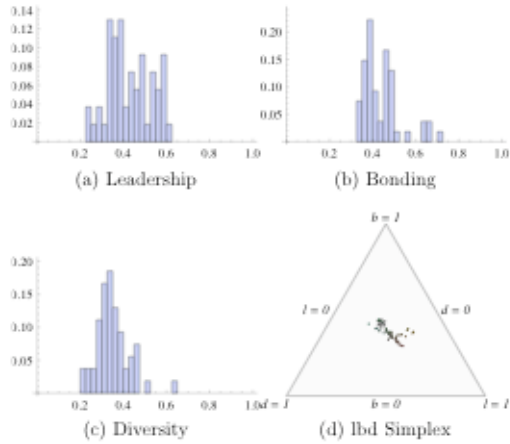 0.14
0.12
0.10
0.08
0.06
0.04
0.02
0.2 0.4 0.6 0.8 1.0
(a) Leadership
0.20
0.15
0.10
0.05
0.2 0.4 0.6 0.8 1.0
(b) Bonding
0.20
0.15
0.10
0.05
0.2 0.4 0.6 0.8 1.0
(c) Diversity
b = 1
l = 0 d = 0
d = 1 b = 0 l = 1
(d) lbd Simplex